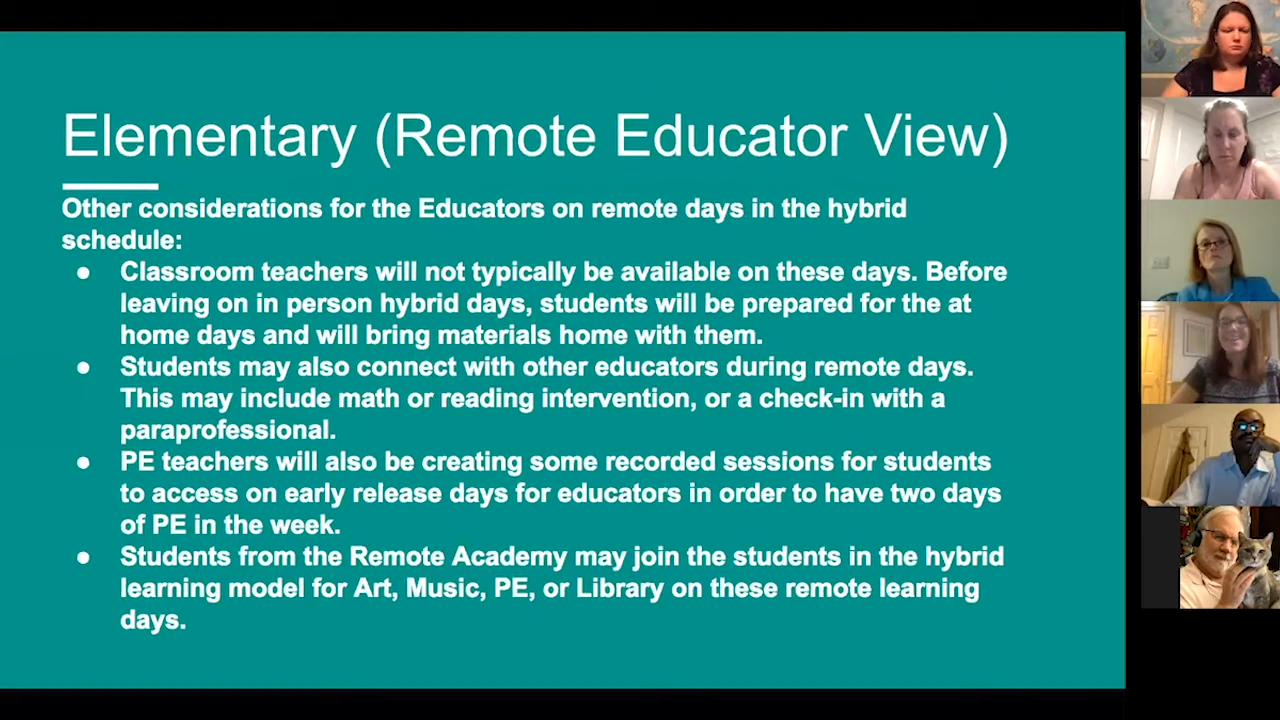 Elementary (Remote Educator View)
Other considerations for the Educators on remote days in the hybrid
schedule:
● Classroom teachers will not typically be available on these days. Before
leaving on in person hybrid days, students will be prepared for the at
home days and will bring materials home with them.
● Students may also connect with other educators during remote days.
This may include math or reading intervention, or a check-in with a
paraprofessional.
● PE teachers will also be creating some recorded sessions for students
to access on early release days for educators in order to have two days
of PE in the week.
● Students from the Remote Academy may join the students in the hybrid
learning model for Art, Music, PE, or Library on these remote learning
days.